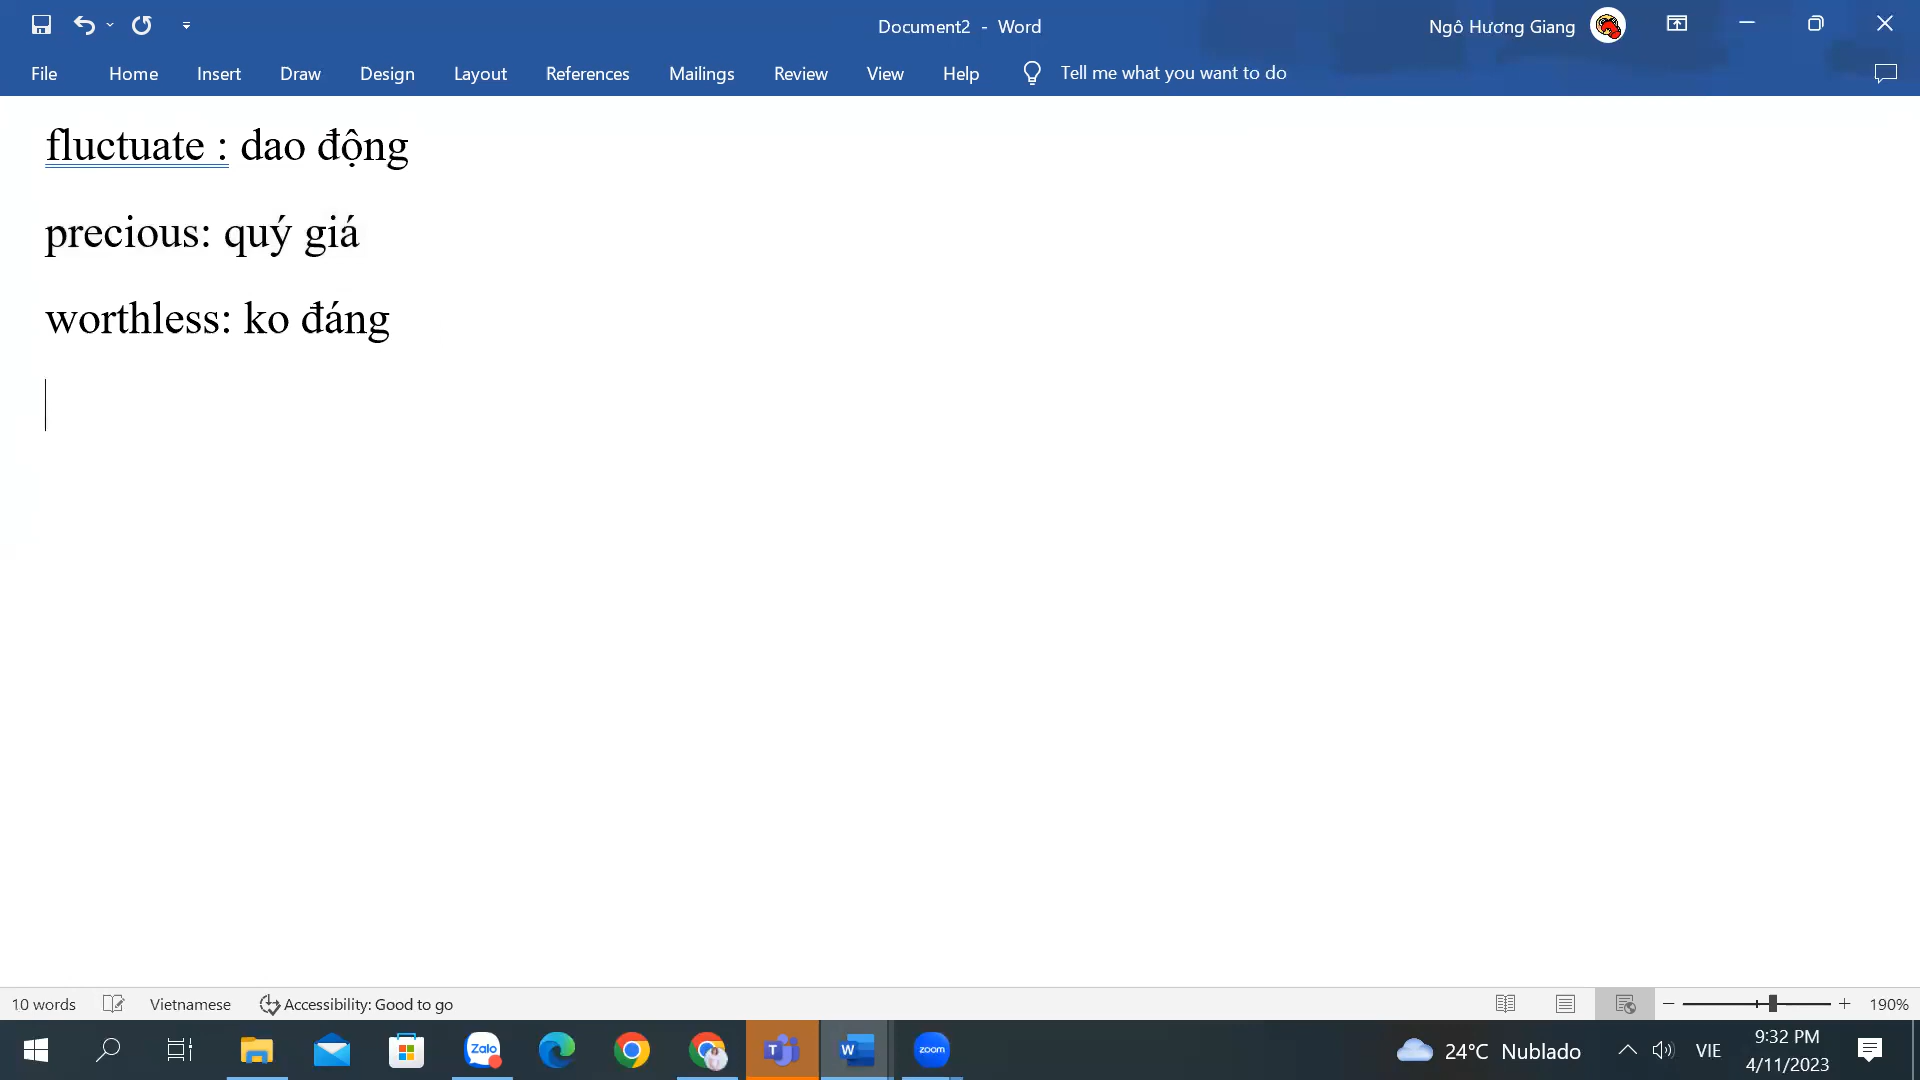 Document2 - Word
Ngô Hương Giang
File Home Insert Draw Design Layout References Mailings Review View Help Tell me what you want to do
fluctuate : dao động
precious: quý giá
worthless: ko đáng
10 words Vietnamese Accessibility: Good to go 190%
Zalo T W zoom 24°C Nublado VIE 9:32 PM
4/11/2023